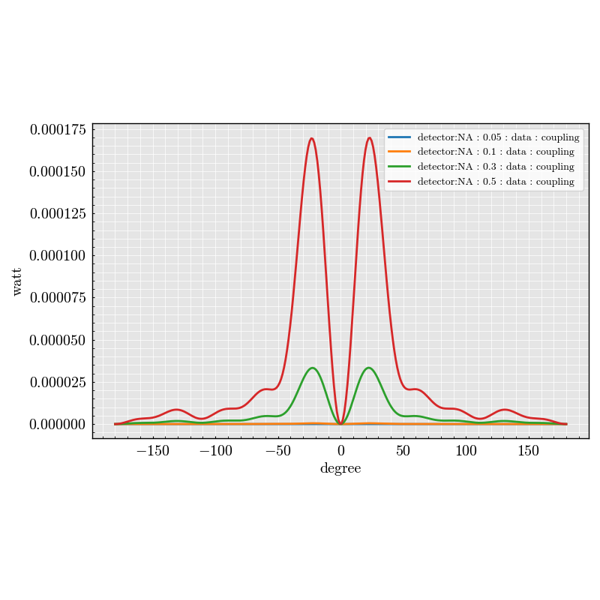 0.000175
0.000150
0.000125
0.000100
0.000075
0.000050
0.000025
0.000000
watt
−150 −100 −50 0 50 100 150
degree
detector:NA : 0.05 : data : coupling
detector:NA : 0.1 : data : coupling
detector:NA : 0.3 : data : coupling
detector:NA : 0.5 : data : coupling